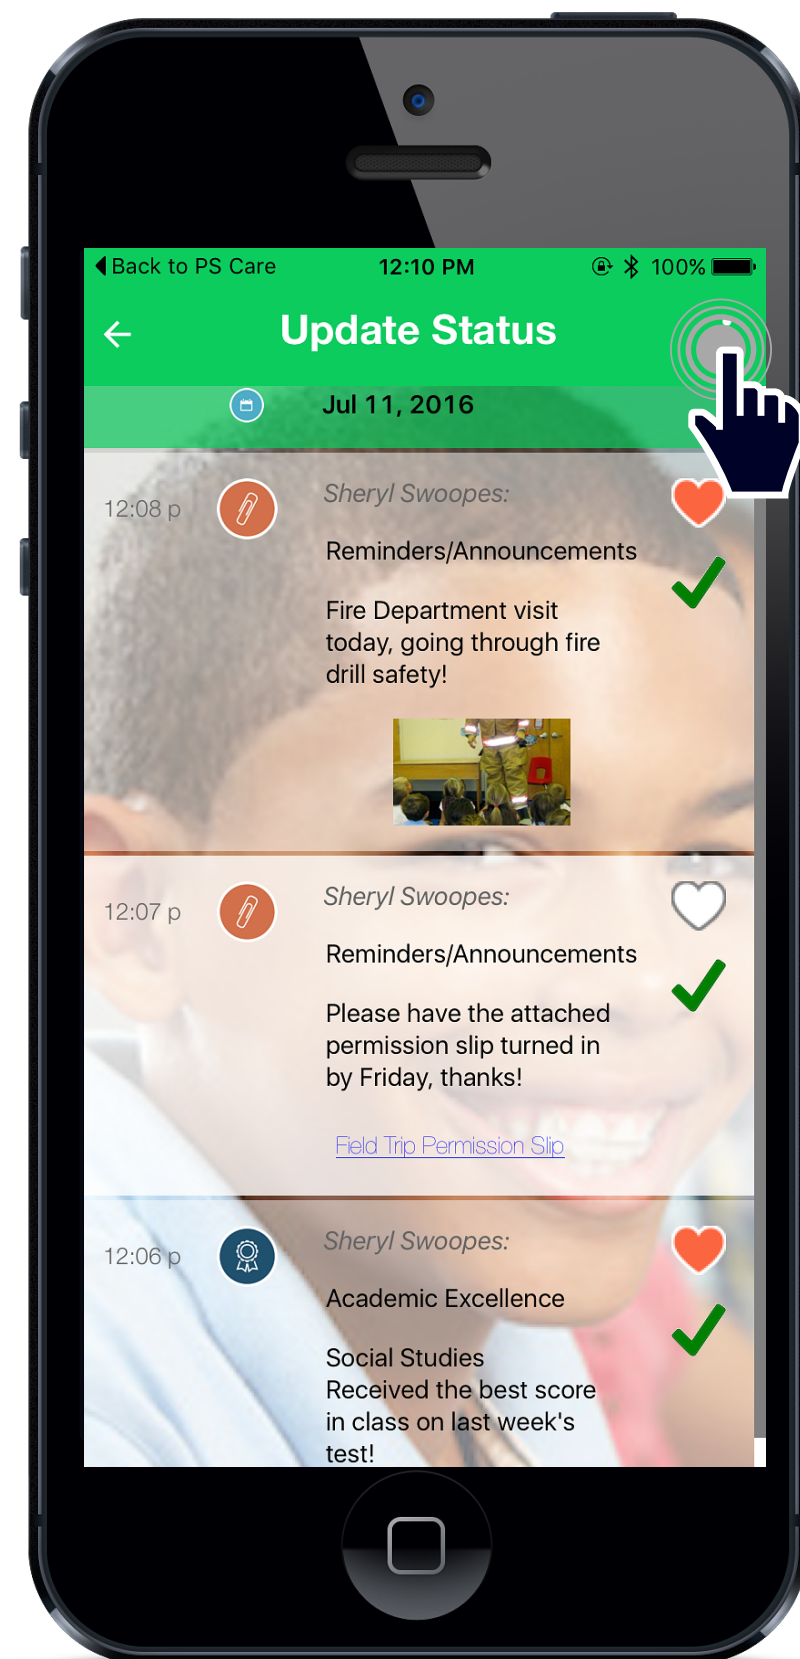 Back to PS Care 12:10 PM 100%
Update Status
Jul 11, 2016
12:08 p Sheryl Swoopes:
Reminders/Announcements
Fire Department visit
today, going through fire
drill safety!
12:07 p Sheryl Swoopes:
Reminders/Announcements
Please have the attached
permission slip turned in
by Friday, thanks!
Field Trip Permission Slip
12:06 p Sheryl Swoopes:
Academic Excellence
Social Studies
Received the best score
in class on last week's
test!